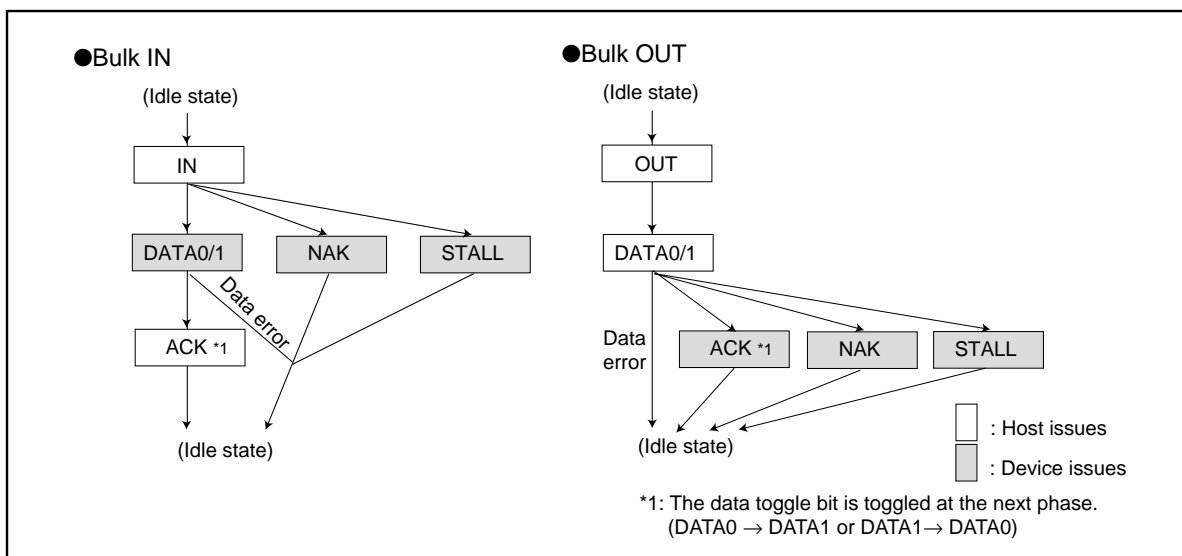 ●Bulk IN
(Idle state)
IN
DATA0/1
NAK
STALL
Data error
ACK *1
(Idle state)
●Bulk OUT
(Idle state)
OUT
DATA0/1
Data
error
ACK *1
NAK
STALL
(Idle state)
: Host issues
: Device issues
*1: The data toggle bit is toggled at the next phase.
(DATA0 → DATA1 or DATA1→ DATA0)